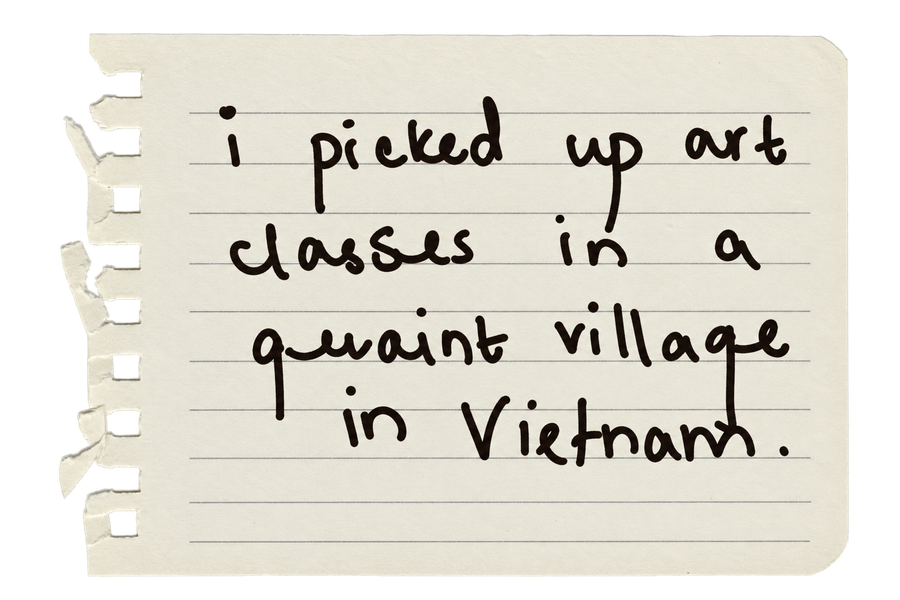 i picked up art
classes in a
quaint village
in Vietnam.